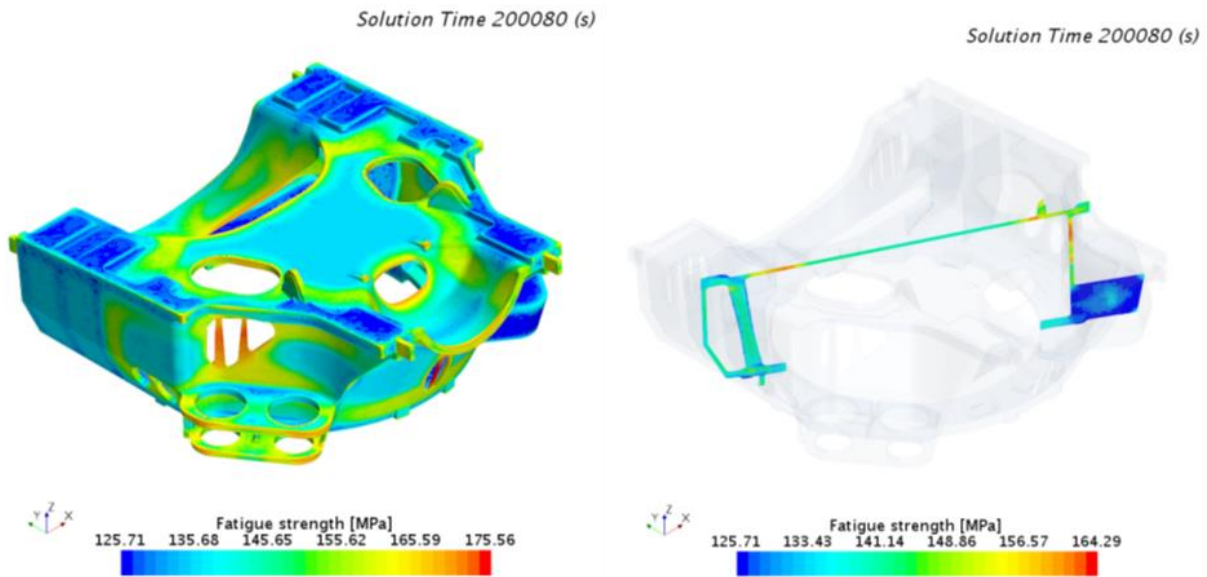 Solution Time 200080 (s)
Solution Time 200080 (s)
Y Z X
Fatigue strength [MPa]
125.71 135.68 145.65 155.62 165.59 175.56
Y Z X
Fatigue strength [MPa]
125.71 133.43 141.14 148.86 156.57 164.29